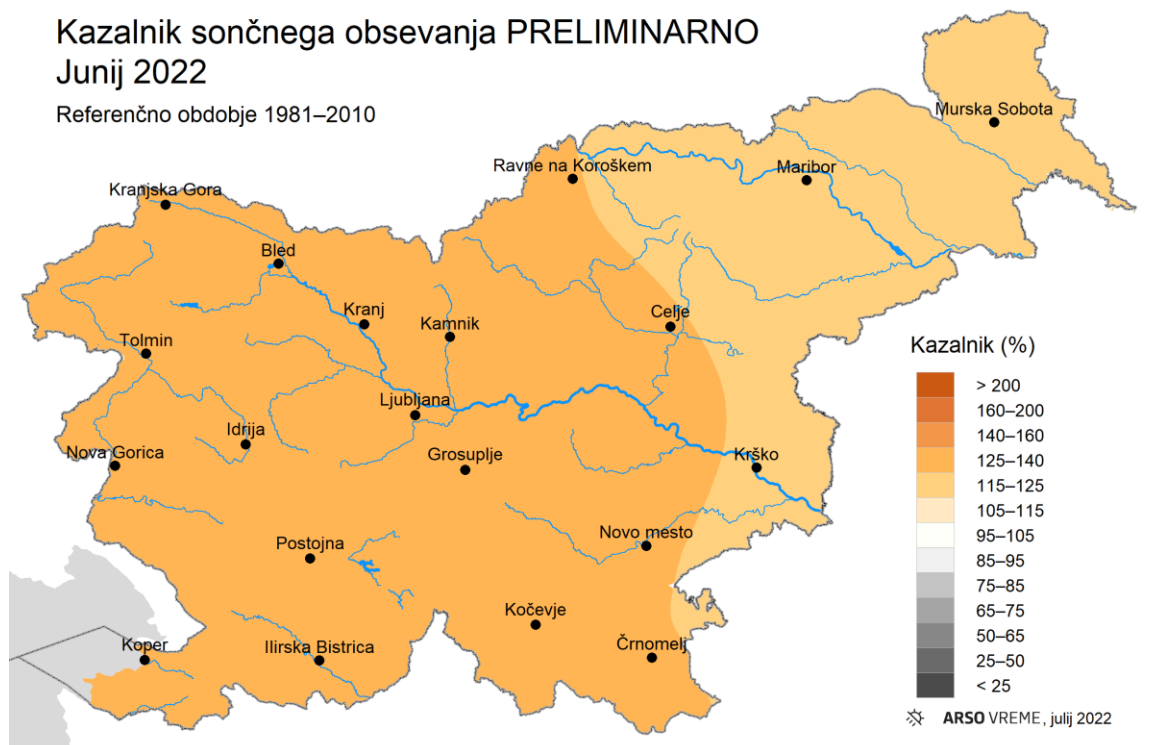 Kazalnik sončnega obsevanja PRELIMINARNO
Junij 2022
Referenčno obdobje 1981–2010
Murska Sobota
Ravne na Koroškem
Maribor
Kranjska Gora
Bled
Kranj
Kamnik
Celje
Tolmin
Ljubljana
Idrija
Nova Gorica
Grosuplje
Krško
Postojna
Novo mesto
Kočevje
Koper
Ilirska Bistrica
Črnomelj
Kazalnik (%)
> 200
160–200
140–160
125–140
115–125
105–115
95–105
85–95
75–85
65–75
50–65
25–50
< 25
ARSO VREME, julij 2022